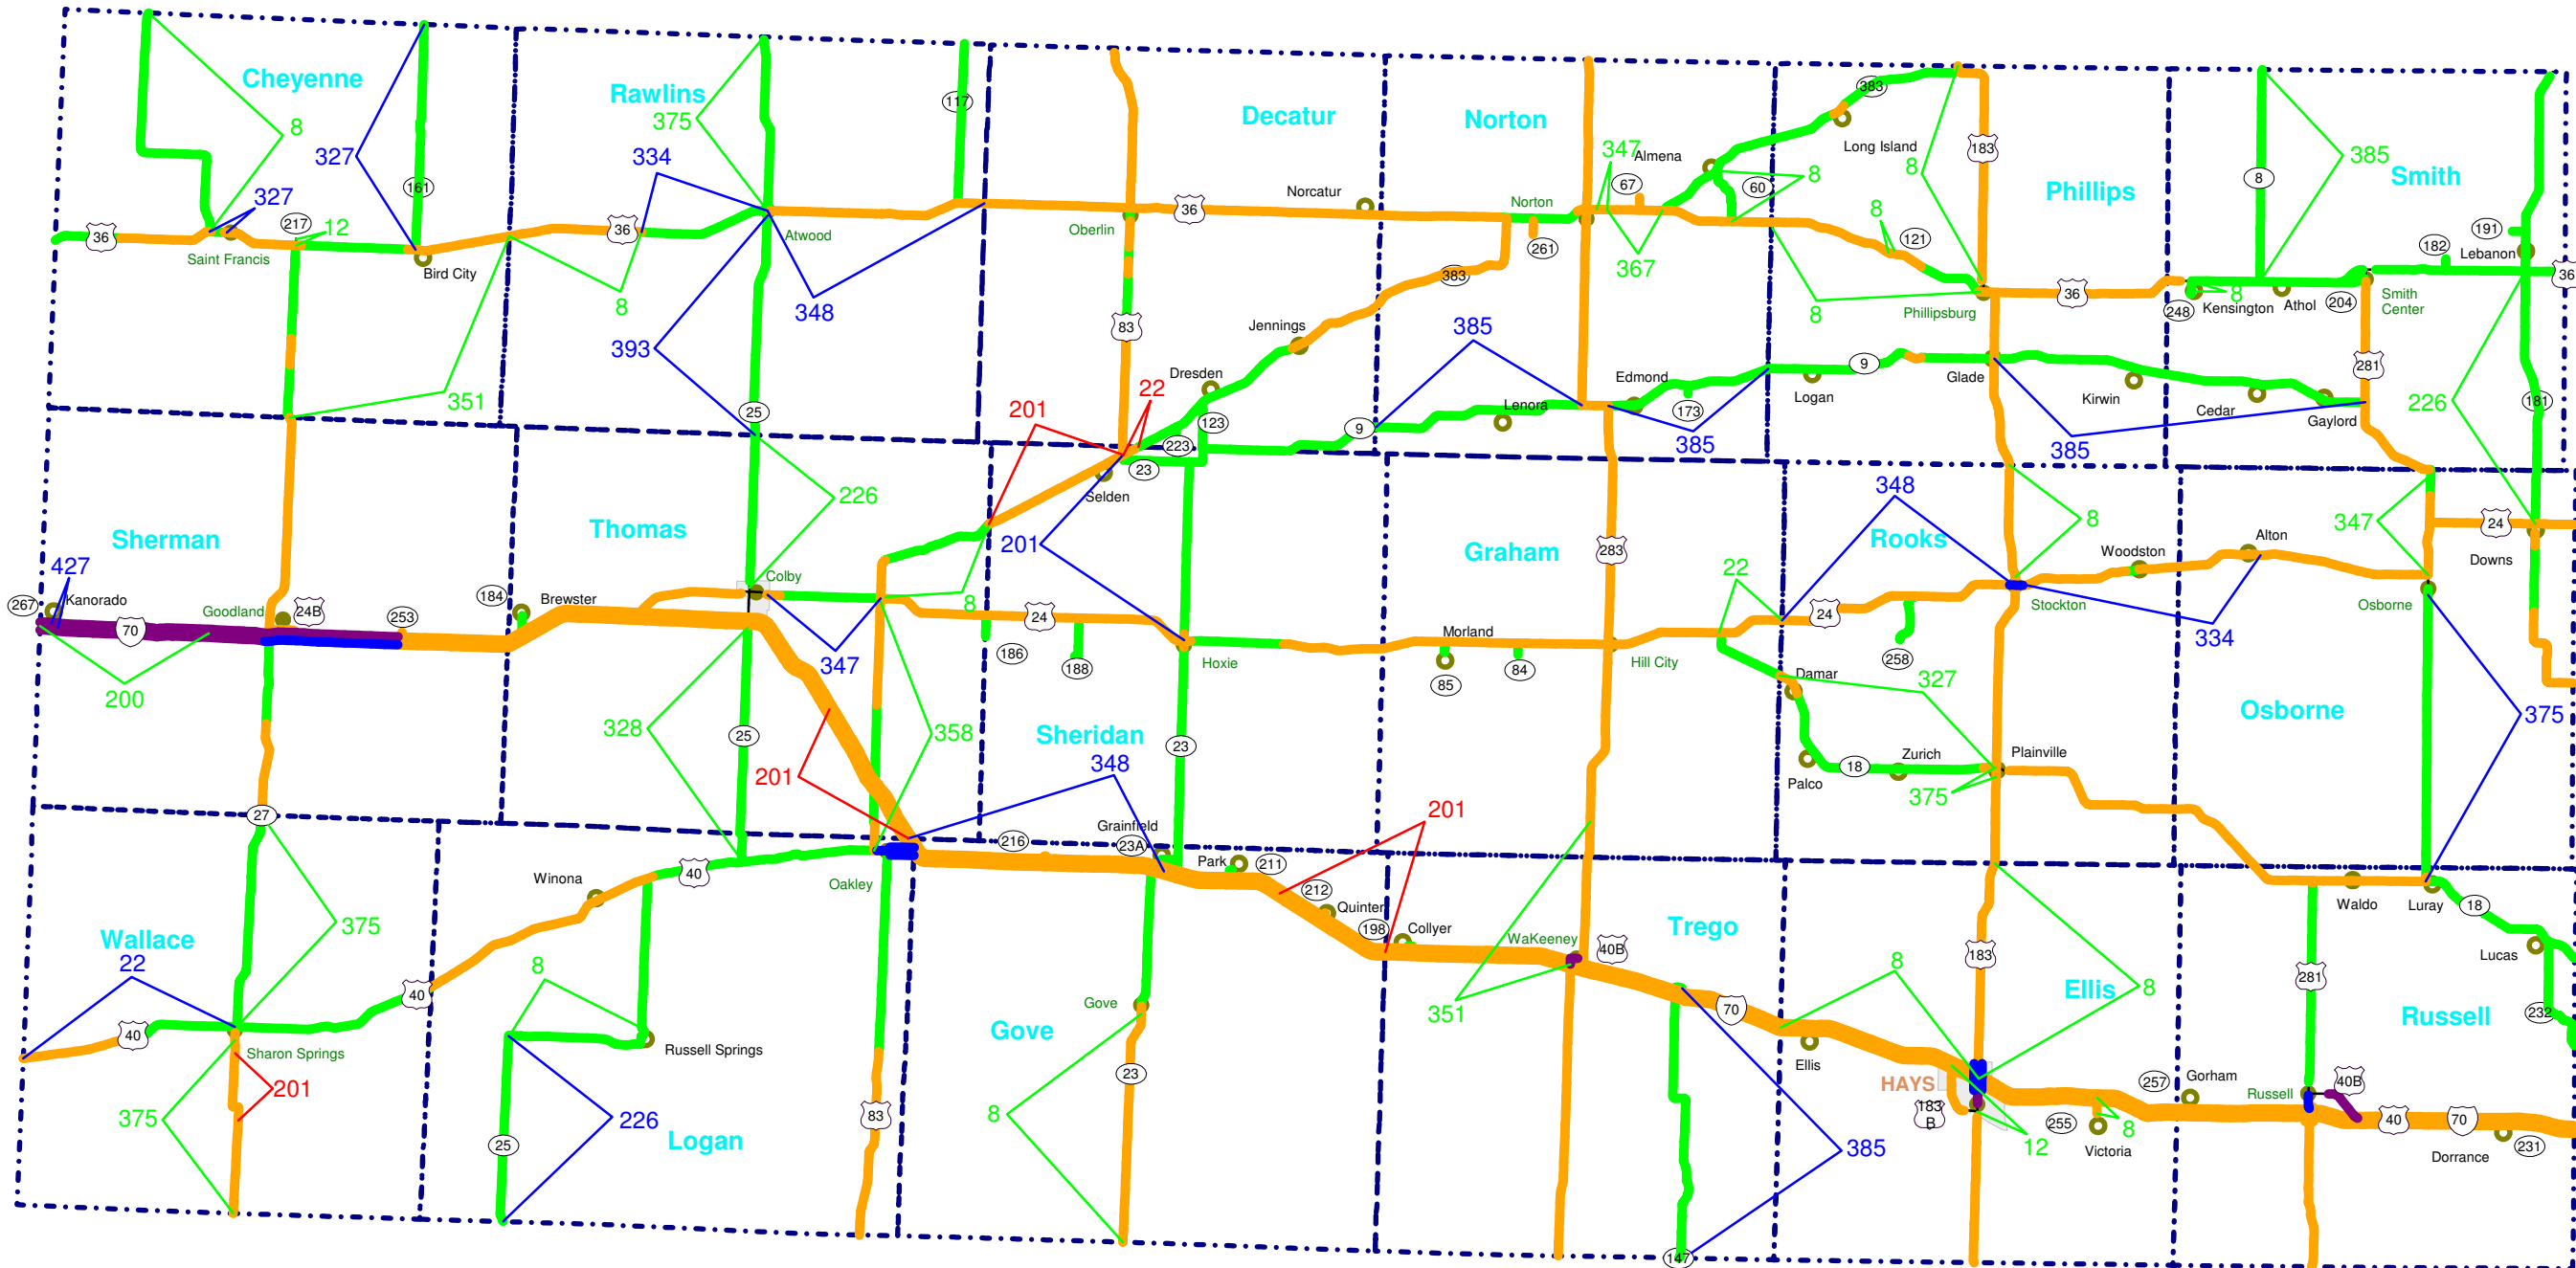 Cheyenne
Rawlins
Decatur
Norton
Phillips
Smith
8
375
117
383
327
334
347
Almena
Long Island
183
385
161
327
217
12
36
Saint Francis
Bird City
36
Atwood
8
348
Oberlin
36
Norcatur
Norton
261
67
60
8
8
8
121
367
8
Phillipsburg
36
248
Kensington
8
Athol
204
Smith
Center
182
191
Lebanon
36
8
351
393
25
83
Jennings
383
Dresden
22
201
123
223
23
9
385
Lenora
Edmond
173
385
Logan
9
Glade
385
Kirwin
Cedar
Gaylord
281
226
181
Selden
201
226
Sherman
Thomas
427
267
Kanorado
Goodland
24B
253
70
200
184
Brewster
Colby
347
8
24
186
188
Hoxie
Graham
283
Morland
85
84
Hill City
22
348
Rooks
8
24
258
Stockton
Woodston
Alton
334
347
24
Downs
Osborne
328
25
201
358
Sheridan
348
23
Damar
327
Palco
18
Zurich
375
Plainville
Osborne
375
27
375
Wallace
22
40
Sharon Springs
201
375
40
Winona
40
Oakley
8
Russell Springs
226
25
Logan
83
216
Grainfield
23A
Park
211
212
Quinter
198
Collyer
201
Gove
Gove
8
23
WaKeeney
40B
351
Trego
70
385
147
8
Ellis
183
Ellis
8
HAYS
183
B
12
255
8
Victoria
257
Gorham
Waldo
Luray
18
Lucas
232
281
Russell
Russell
40B
40
70
Dorrance
231